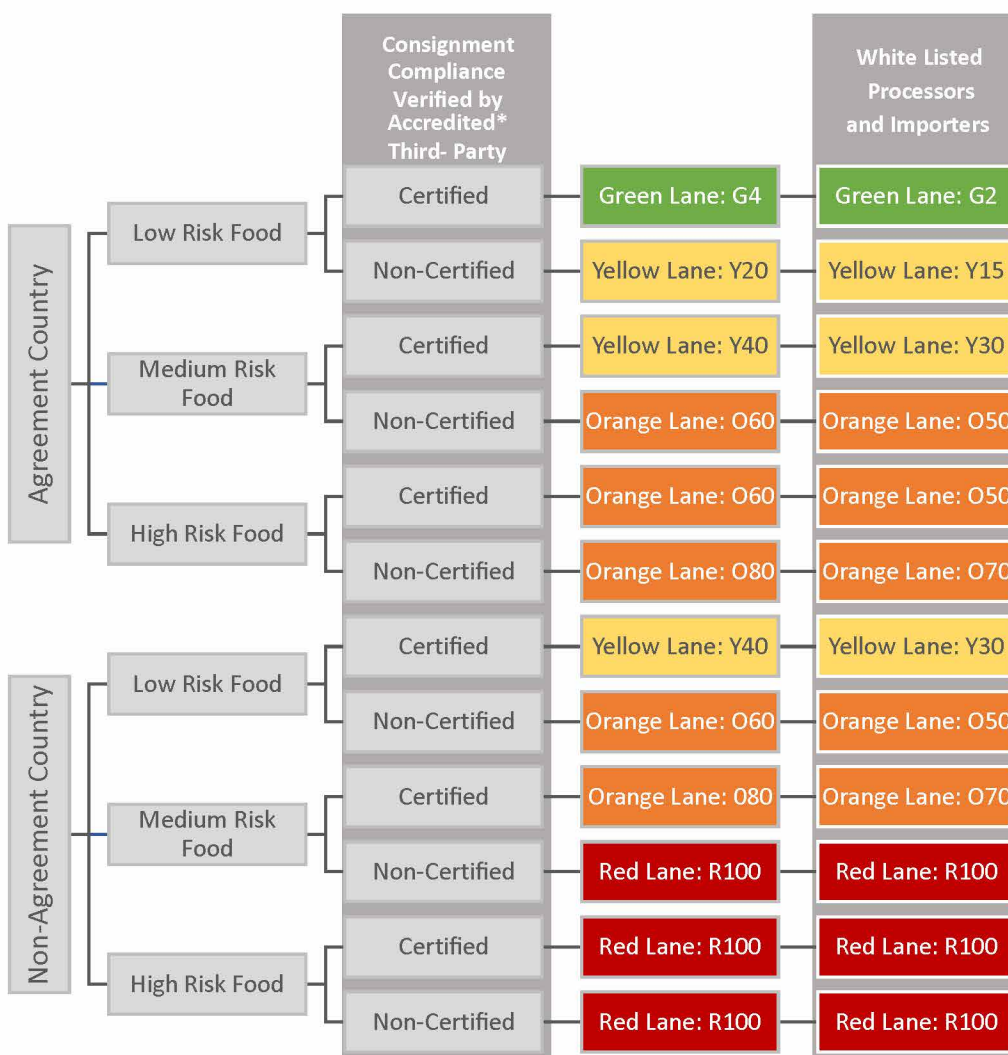 Consignment
Compliance
Verified by
Accredited*
Third- Party
White Listed
Processors
and Importers
Agreement Country
Low Risk Food
Certified
Green Lane: G4
Green Lane: G2
Non-Certified
Yellow Lane: Y20
Yellow Lane: Y15
Medium Risk
Food
Certified
Yellow Lane: Y40
Yellow Lane: Y30
Non-Certified
Orange Lane: O60
Orange Lane: O50
High Risk Food
Certified
Orange Lane: O60
Orange Lane: O50
Non-Certified
Orange Lane: O80
Orange Lane: O70
Non-Agreement Country
Low Risk Food
Certified
Yellow Lane: Y40
Yellow Lane: Y30
Non-Certified
Orange Lane: O60
Orange Lane: O50
Medium Risk
Food
Certified
Orange Lane: 080
Orange Lane: O70
Non-Certified
Red Lane: R100
Red Lane: R100
High Risk Food
Certified
Red Lane: R100
Red Lane: R100
Non-Certified
Red Lane: R100
Red Lane: R100